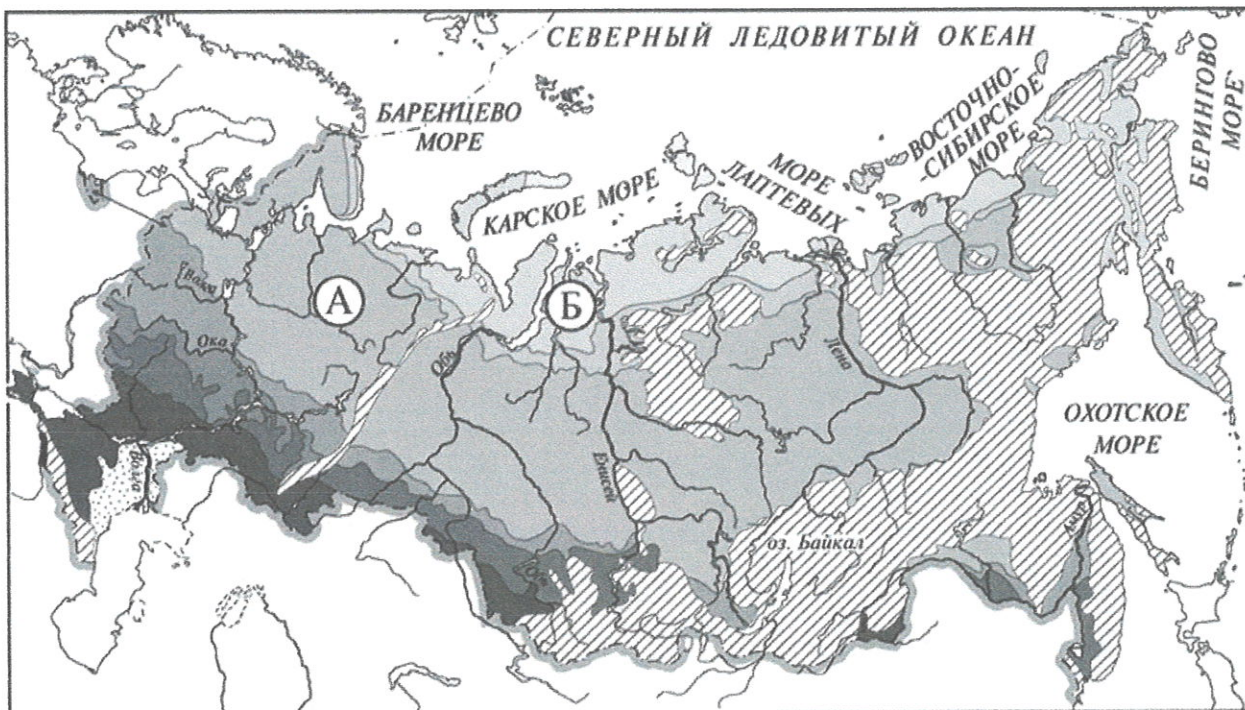 СЕВЕРНЫЙ ЛЕДОВИТЫЙ ОКЕАН
БАРЕНЦЕВО
МОРЕ
КАРСКОЕ МОРЕ
МОРЕ
ЛАПТЕВЫХ
ВОСТОЧНО-
-СИБИРСКОЕ
МОРЕ
БЕРИНГОВО
МОРЕ
А
Б
Волга
Ока
Обь
Лена
Енисей
ОХОТСКОЕ
МОРЕ
Волга
оз. Байкал
Амур